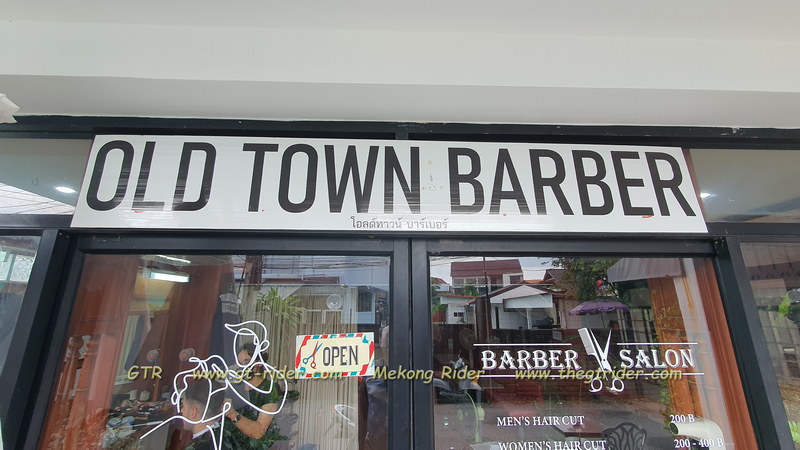 OLD TOWN BARBER
โอลด์ทาวน์ บาร์เบอร์
OPEN
BARBER SALON
GTR www.gt-rider.com Mekong Rider www.thegtrider.com
MEN'S HAIR CUT 200 B
WOMEN'S HAIR CUT 200 - 400 B